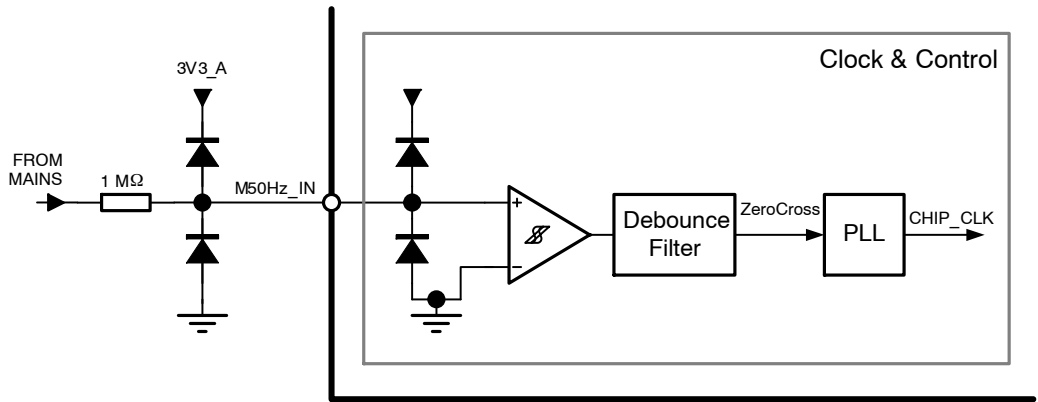 Clock & Control
3V3_A
FROM
MAINS
1 MΩ
M50Hz_IN
+
−
Debounce
Filter
ZeroCross
PLL
CHIP_CLK